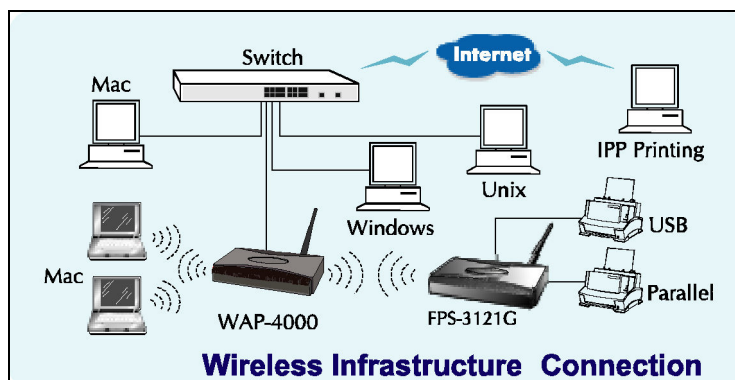 Internet
Switch
Mac
IPP Printing
Unix
Windows
USB
Mac
Parallel
WAP-4000
FPS-3121G
Wireless Infrastructure Connection